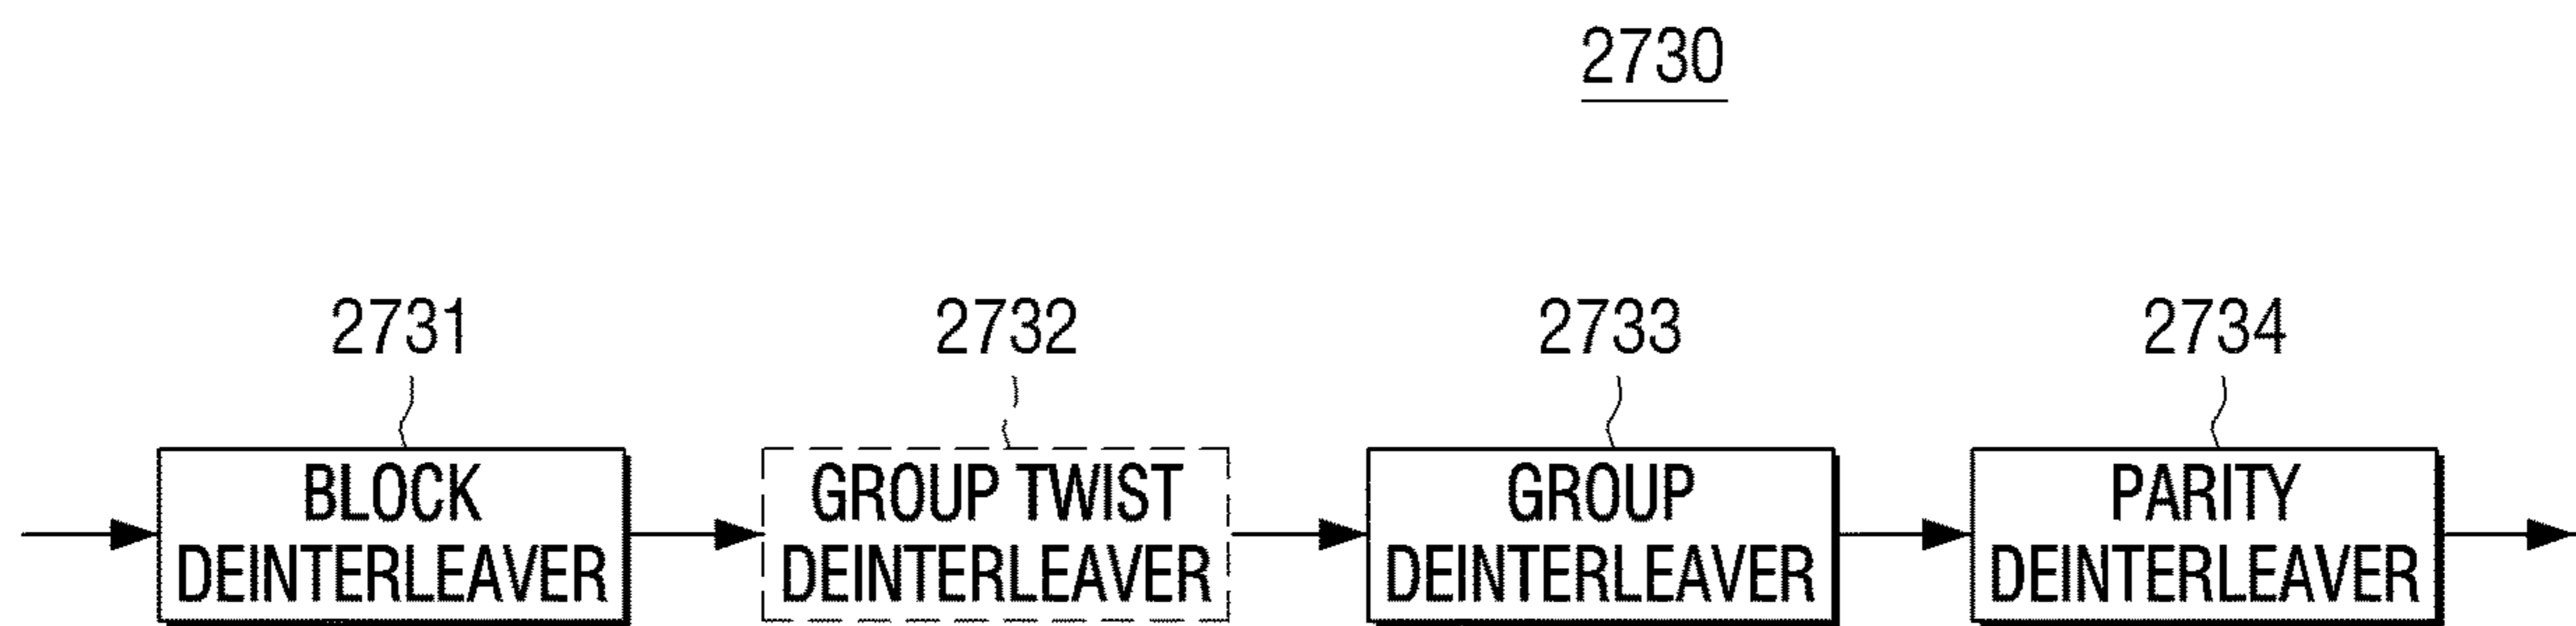 2730
2731
2732
2733
2734
BLOCK
DEINTERLEAVER
GROUP TWIST
DEINTERLEAVER
GROUP
DEINTERLEAVER
PARITY
DEINTERLEAVER